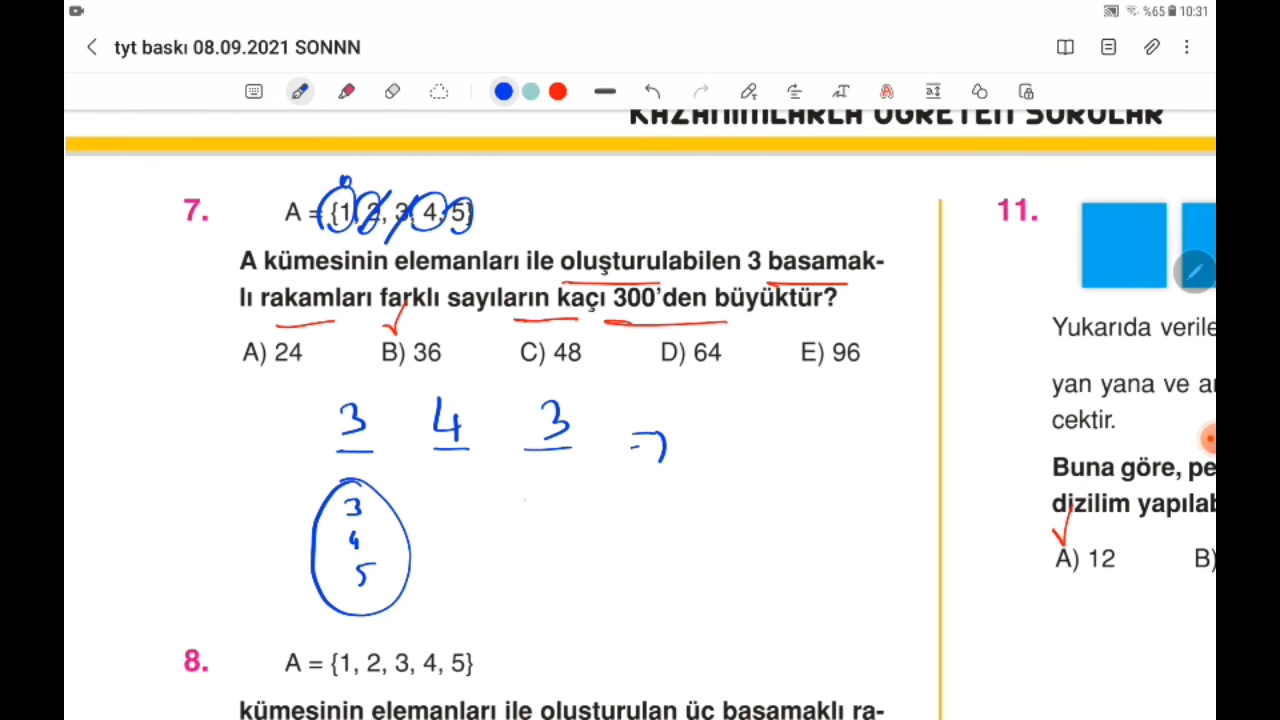 %65 10:31
tyt baskı 08.09.2021 SONNN
KAZANIMLARLA ÖĞRETEN SORULAR
7. A = {1, 2, 3, 4, 5}
A kümesinin elemanları ile oluşturulabilen 3 basamak-
lı rakamları farklı sayıların kaçı 300'den büyüktür?
A) 24 B) 36 C) 48 D) 64 E) 96
3 4 3 =>
3
4
5
8. A = {1, 2, 3, 4, 5}
kümesinin elemanları ile oluşturulan üç basamaklı ra-
11.
Yukarıda verile
yan yana ve ar
cektir.
Buna göre, pe
dizilim yapılab
A) 12 B)